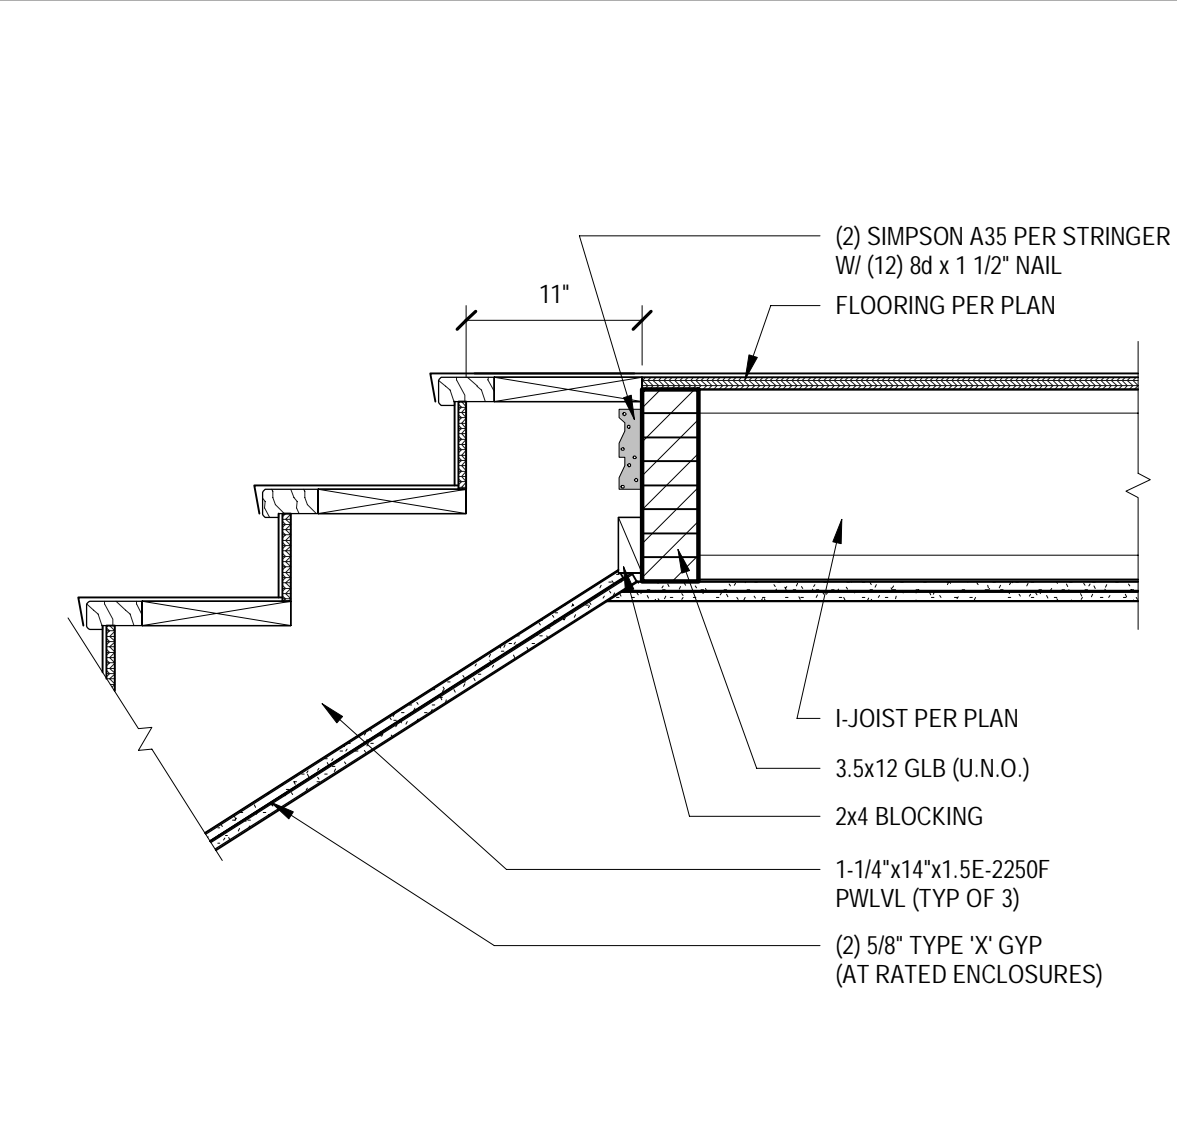 (2) SIMPSON A35 PER STRINGER
W/ (12) 8d x 1 1/2" NAIL
11"
FLOORING PER PLAN
I-JOIST PER PLAN
3.5x12 GLB (U.N.O.)
2x4 BLOCKING
1-1/4"x14"x1.5E-2250F
PWLVL (TYP OF 3)
(2) 5/8" TYPE 'X' GYP
(AT RATED ENCLOSURES)